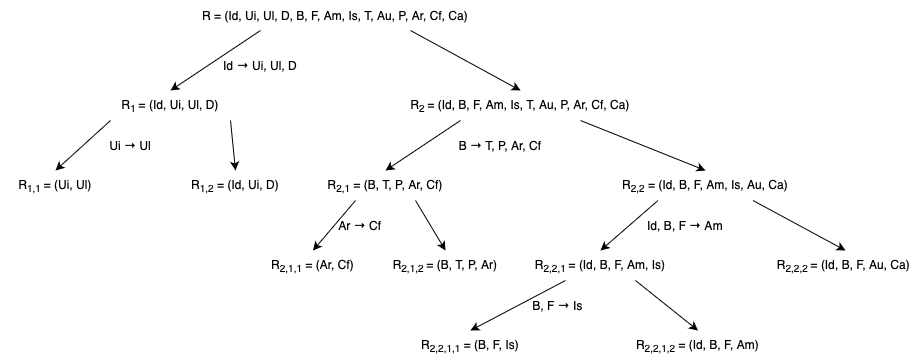 R = (Id, Ui, Ul, D, B, F, Am, Is, T, Au, P, Ar, Cf, Ca)
Id → Ui, Ul, D
R1 = (Id, Ui, Ul, D)
R2 = (Id, B, F, Am, Is, T, Au, P, Ar, Cf, Ca)
Ui → Ul
B → T, P, Ar, Cf
R1,1 = (Ui, Ul)
R1,2 = (Id, Ui, D)
R2,1 = (B, T, P, Ar, Cf)
R2,2 = (Id, B, F, Am, Is, Au, Ca)
Ar → Cf
Id, B, F → Am
R2,1,1 = (Ar, Cf)
R2,1,2 = (B, T, P, Ar)
R2,2,1 = (Id, B, F, Am, Is)
R2,2,2 = (Id, B, F, Au, Ca)
B, F → Is
R2,2,1,1 = (B, F, Is)
R2,2,1,2 = (Id, B, F, Am)